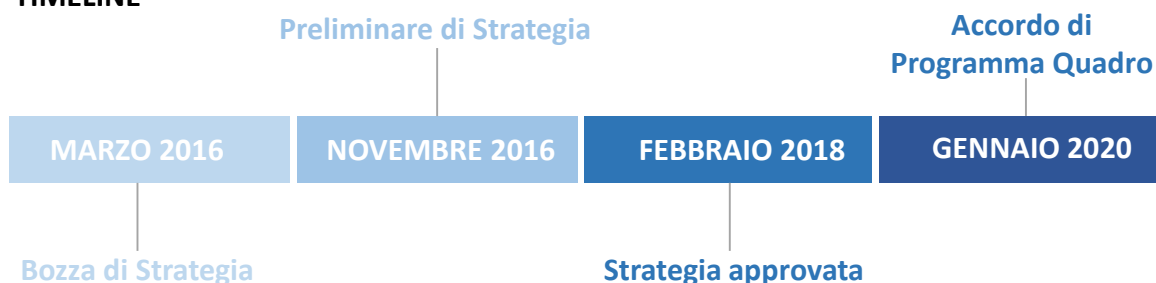 TIMELINE
Preliminare di Strategia
Accordo di
Programma Quadro
MARZO 2016
NOVEMBRE 2016
FEBBRAIO 2018
GENNAIO 2020
Bozza di Strategia
Strategia approvata